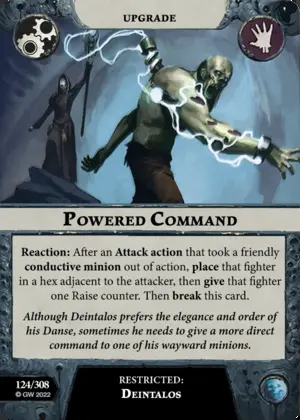 UPGRADE
POWERED COMMAND
Reaction: After an Attack action that took a friendly
conductive minion out of action, place that fighter
in a hex adjacent to the attacker, then give that fighter
one Raise counter. Then break this card.
Although Deintalos prefers the elegance and order of
his Danse, sometimes he needs to give a more direct
command to one of his wayward minions.
124/308
© GW 2022
RESTRICTED:
DEINTALOS